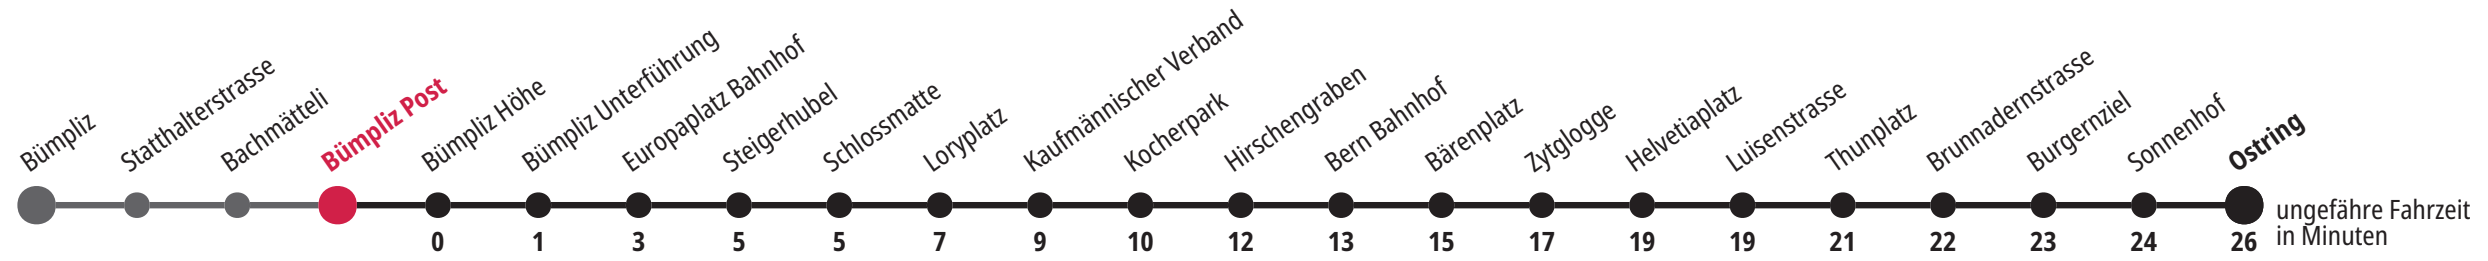 Bümpliz
Statthalterstrasse
Bachmätteli
Bümpliz Post
Bümpliz Höhe
Bümpliz Unterführung
Europaplatz Bahnhof
Steigerhubel
Schlossmatte
Loryplatz
Kaufmännischer Verband
Kocherpark
Hirschengraben
Bern Bahnhof
Bärenplatz
Zytglogge
Helvetiaplatz
Luisenstrasse
Thunplatz
Brunnadernstrasse
Burgernziel
Sonnenhof
Ostring
0 1 3 5 5 7 9 10 12 13 15 17 19 19 21 22 23 24 26
ungefähre Fahrzeit
in Minuten